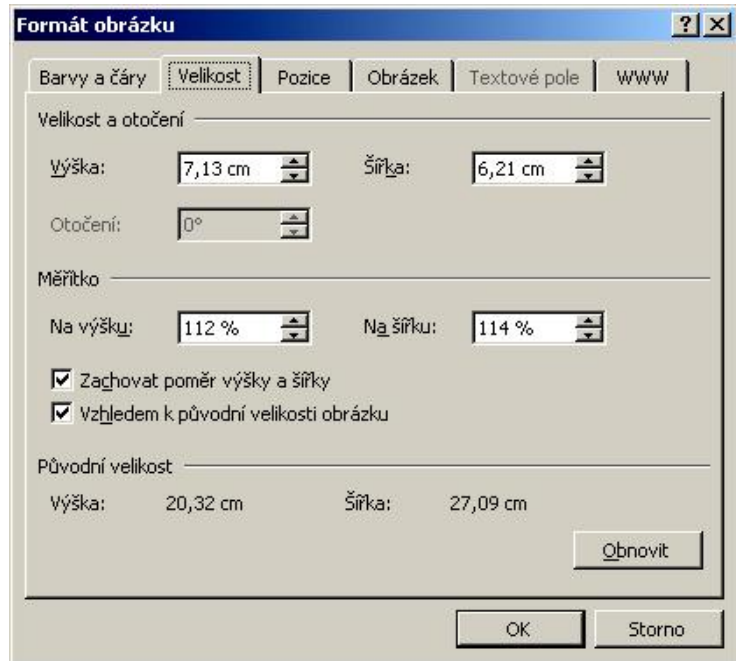 Formát obrázku
Barvy a čáry Velikost Pozice Obrázek Textové pole WWW
Velikost a otočení
Výška: 7,13 cm Šířka: 6,21 cm
Otočení: 0°
Měřítko
Na výšku: 112 % Na šířku: 114 %
Zachovat poměr výšky a šířky
Vzhledem k původní velikosti obrázku
Původní velikost
Výška: 20,32 cm Šířka: 27,09 cm
Obnovit
OK Storno